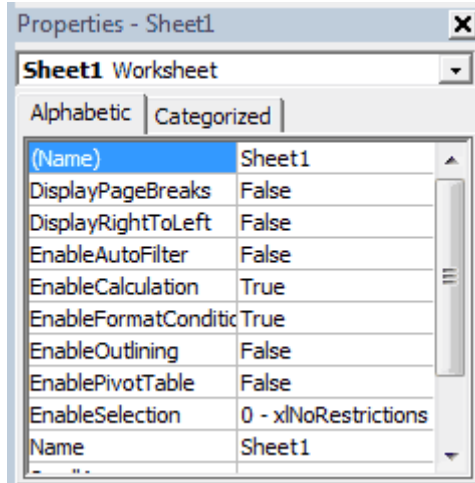 Properties - Sheet1
Sheet1 Worksheet
Alphabetic Categorized
(Name) Sheet1
DisplayPageBreaks False
DisplayRightToLeft False
EnableAutoFilter False
EnableCalculation True
EnableFormatConditic True
EnableOutlining False
EnablePivotTable False
EnableSelection 0 - xlNoRestrictions
Name Sheet1